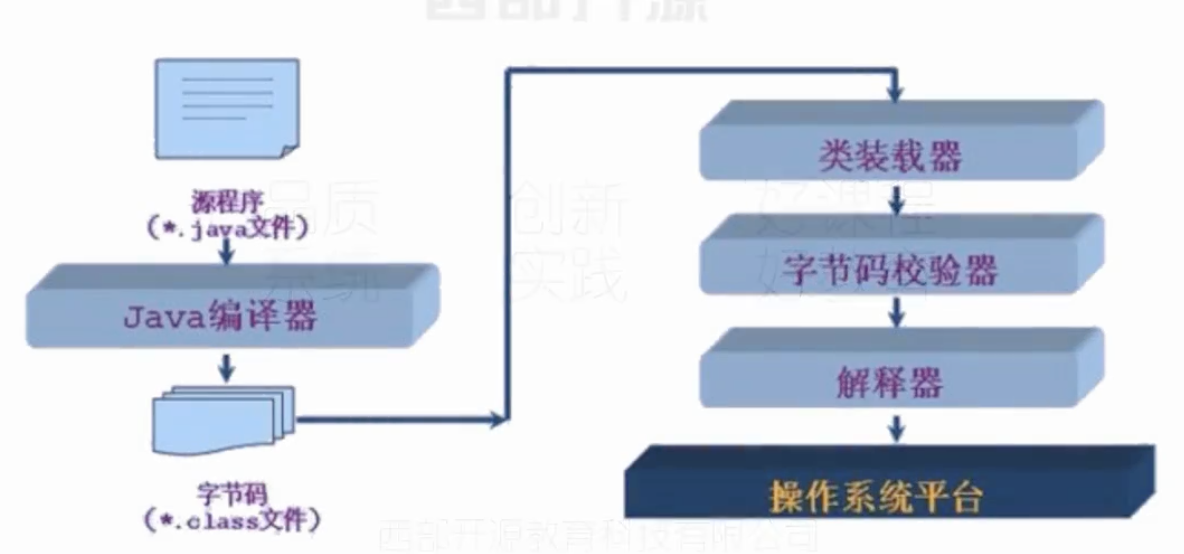 西部开源
源程序
(*.java文件)
Java编译器
字节码
(*.class文件)
类装载器
字节码校验器
解释器
操作系统平台
品质 创新 好课程
系统 实践
西部开源教育科技有限公司